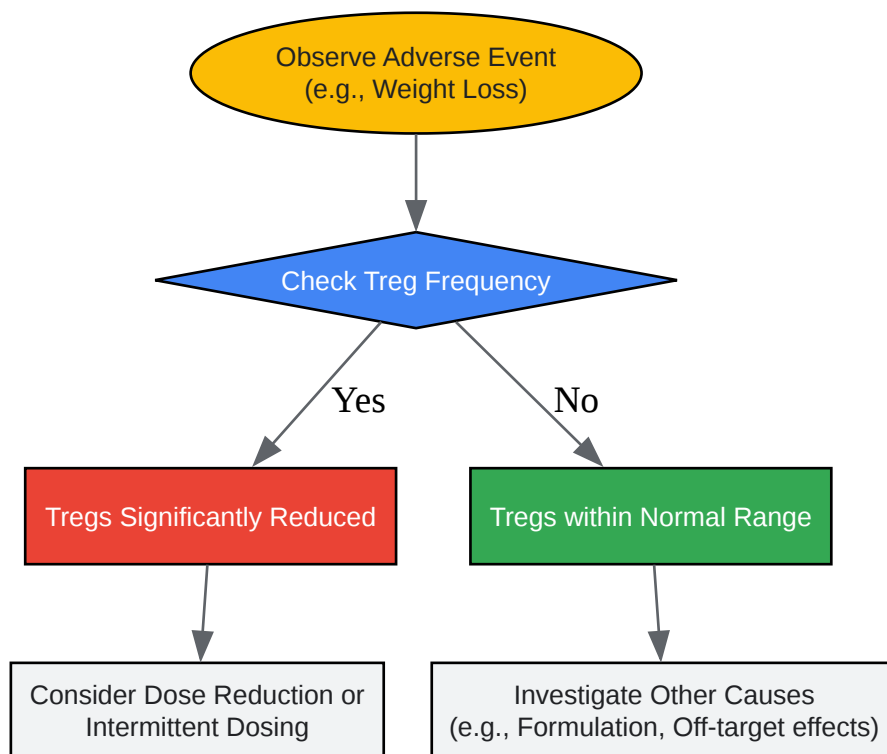 Observe Adverse Event
(e.g., Weight Loss)
Check Treg Frequency
Yes
No
Tregs Significantly Reduced
Tregs within Normal Range
Consider Dose Reduction or
Intermittent Dosing
Investigate Other Causes
(e.g., Formulation, Off-target effects)